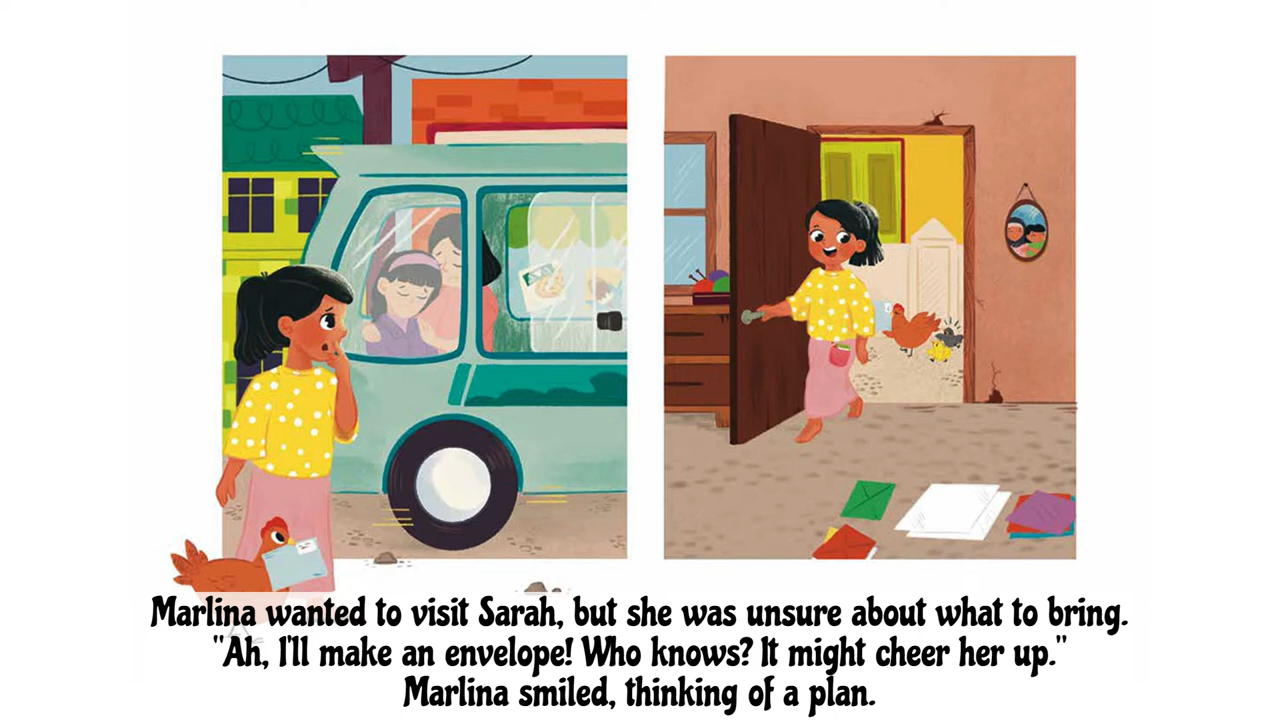 Marlina wanted to visit Sarah, but she was unsure about what to bring.
"Ah, I'll make an envelope! Who knows? It might cheer her up."
Marlina smiled, thinking of a plan.